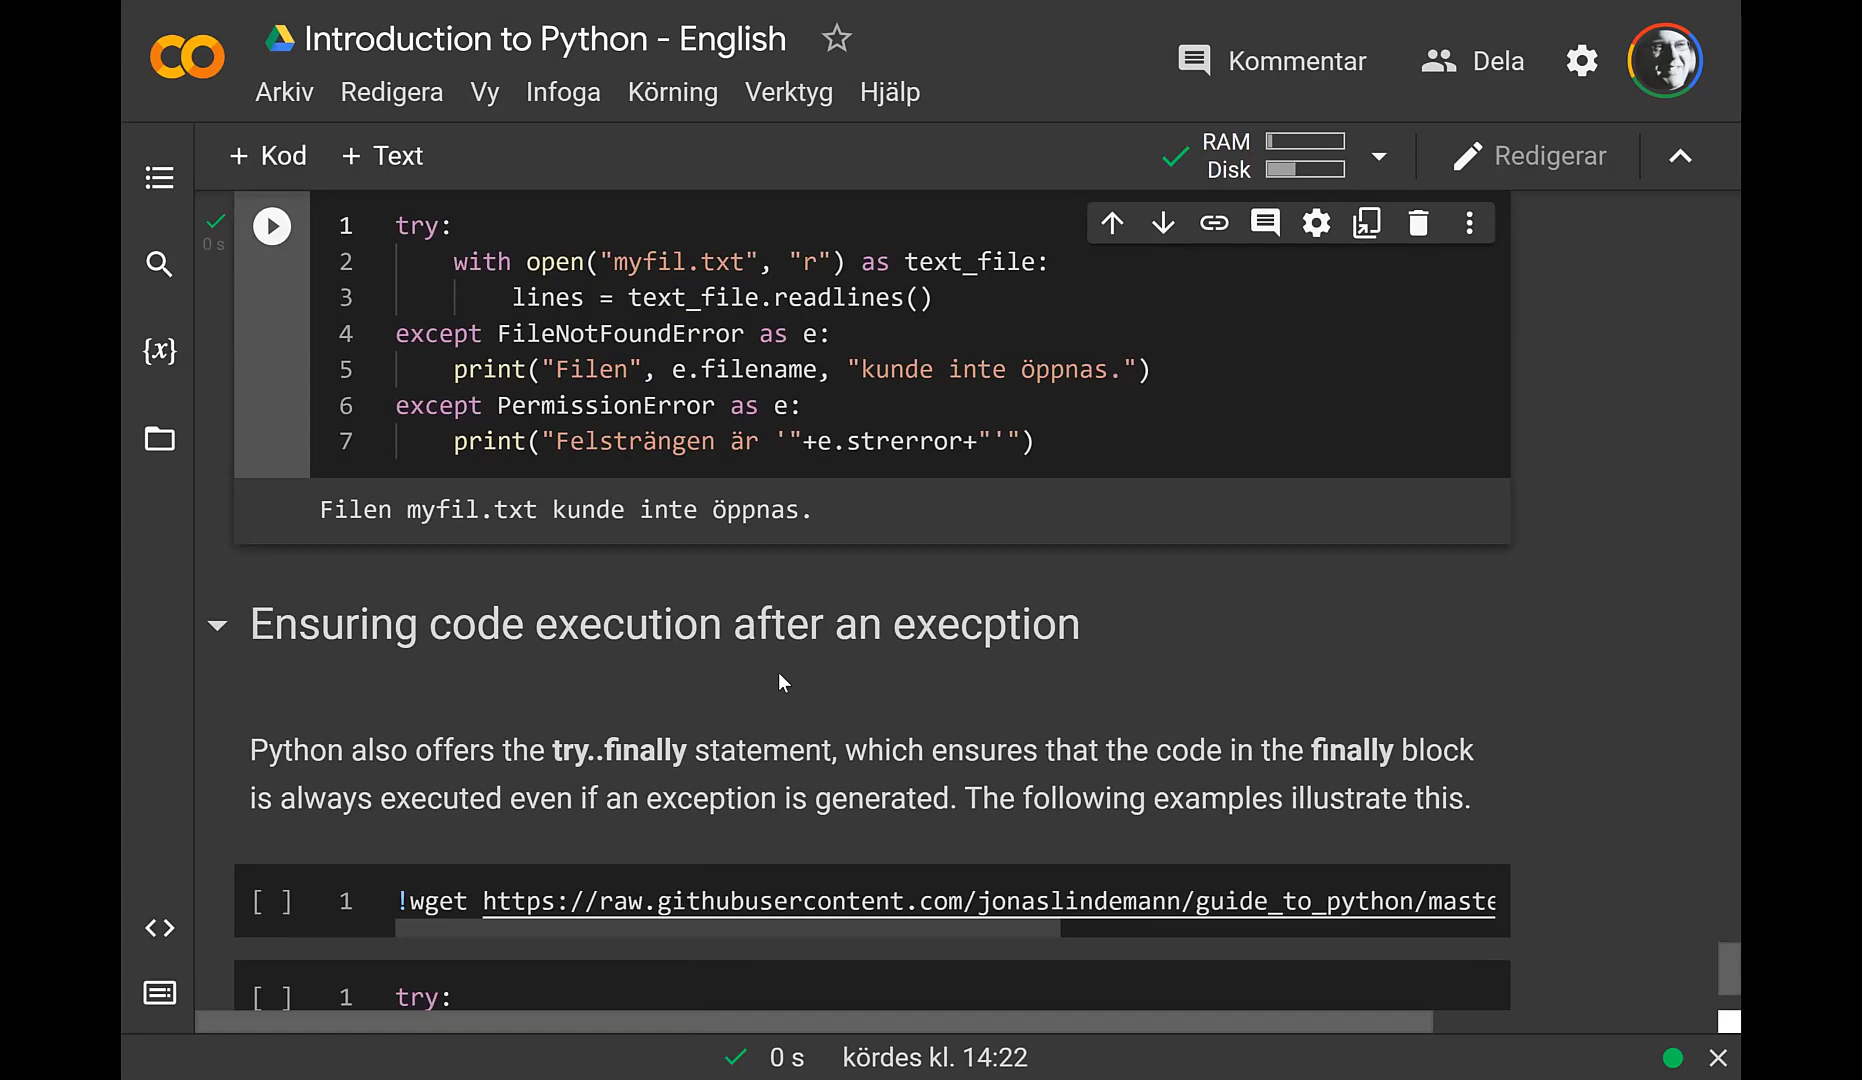 Introduction to Python - English
Arkiv Redigera Vy Infoga Körning Verktyg Hjälp
Kommentar Dela
+ Kod + Text
RAM
Disk
Redigerar
0 s
1 try:
2 with open("myfil.txt", "r") as text_file:
3 lines = text_file.readlines()
4 except FileNotFoundError as e:
5 print("Filen", e.filename, "kunde inte öppnas.")
6 except PermissionError as e:
7 print("Felsträngen är '"+e.strerror+"'")
Filen myfil.txt kunde inte öppnas.
Ensuring code execution after an execption
Python also offers the try..finally statement, which ensures that the code in the finally block
is always executed even if an exception is generated. The following examples illustrate this.
[ ] 1 !wget https://raw.githubusercontent.com/jonaslindemann/guide_to_python/maste
[ ] 1 try:
0 s kördes kl. 14:22